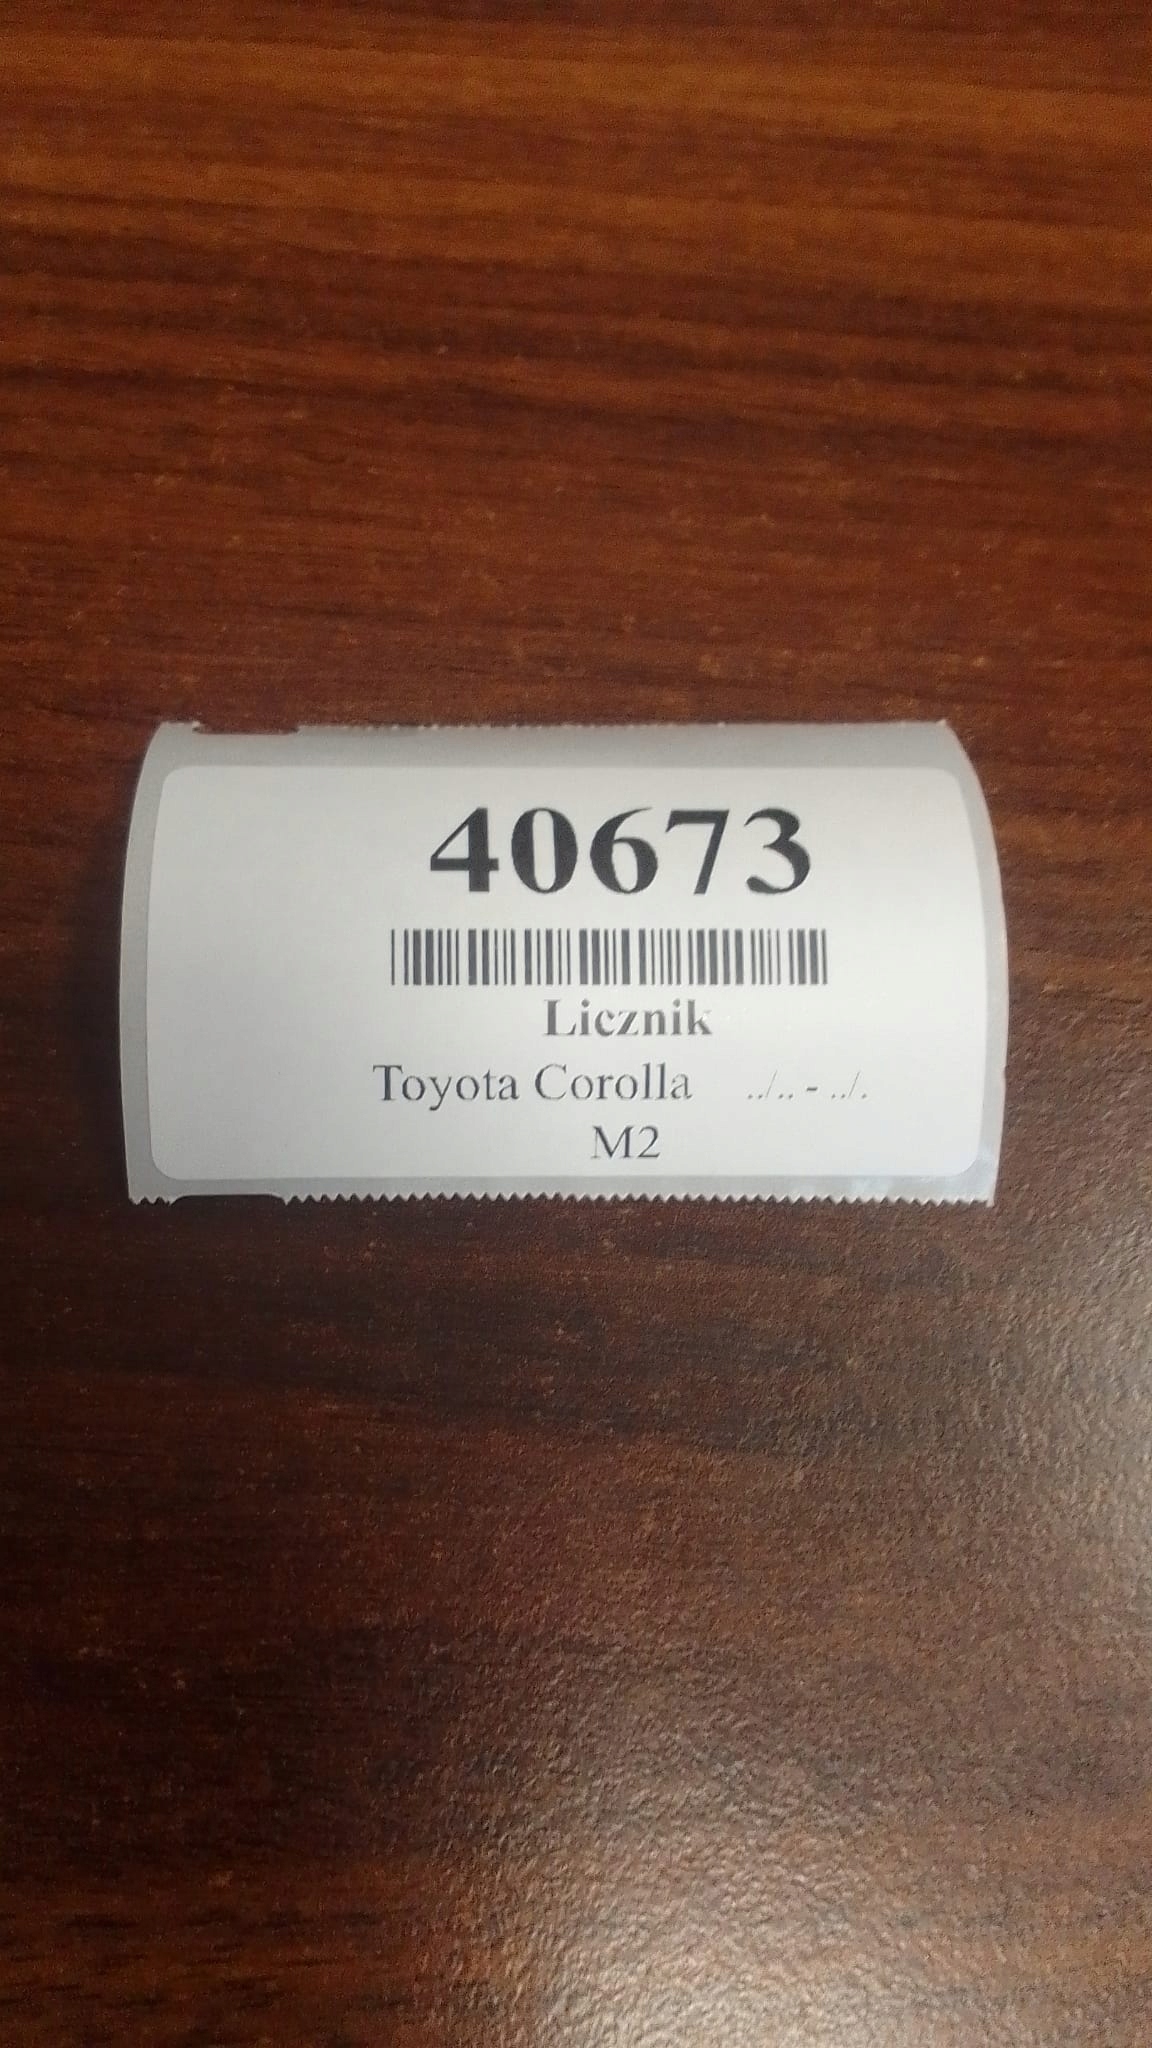 40673
Licznik
Toyota Corolla ../.. - ../.
M2